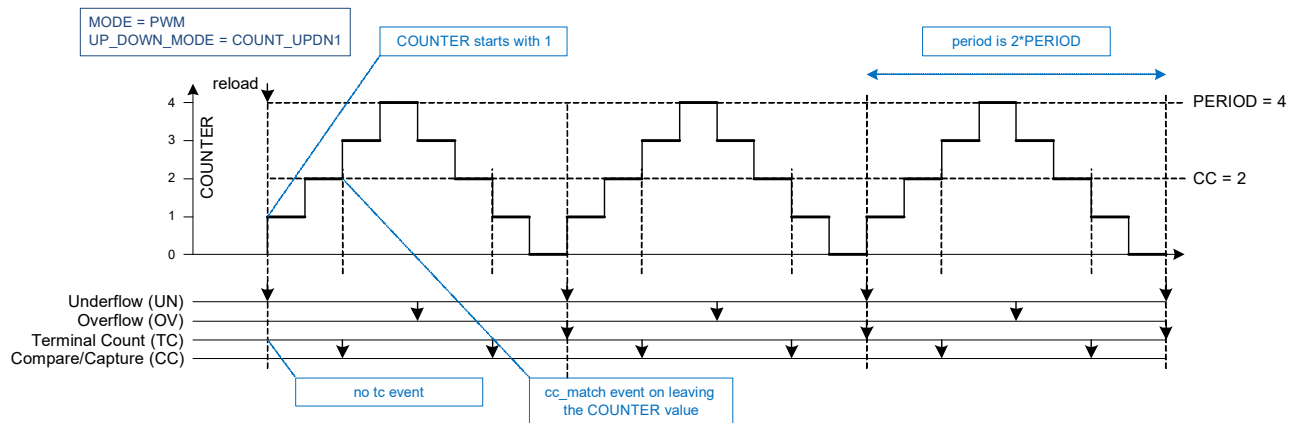 MODE = PWM
UP_DOWN_MODE = COUNT_UPDN1
COUNTER starts with 1
period is 2*PERIOD
reload
4
PERIOD = 4
3
COUNTER
2
CC = 2
1
0
Underflow (UN)
Overflow (OV)
Terminal Count (TC)
Compare/Capture (CC)
no tc event
cc_match event on leaving
the COUNTER value